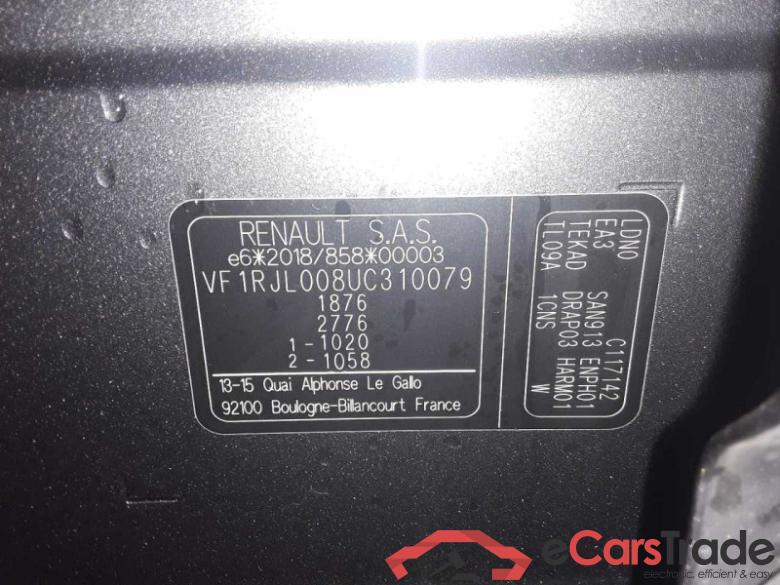 RENAULT S.A.S.
e6*2018/858*00003
VF1RJL008UC310079
1876
2776
1 - 1020
2 - 1058
13-15 Quai Alphonse Le Gallo
92100 Boulogne-Billancourt France
LDN0 C117142
EA3 SAN913 ENPH01
TEKAD DRAP03 HARM01
TL09A 1CNS W
eCarsTrade
electronic, efficient & easy